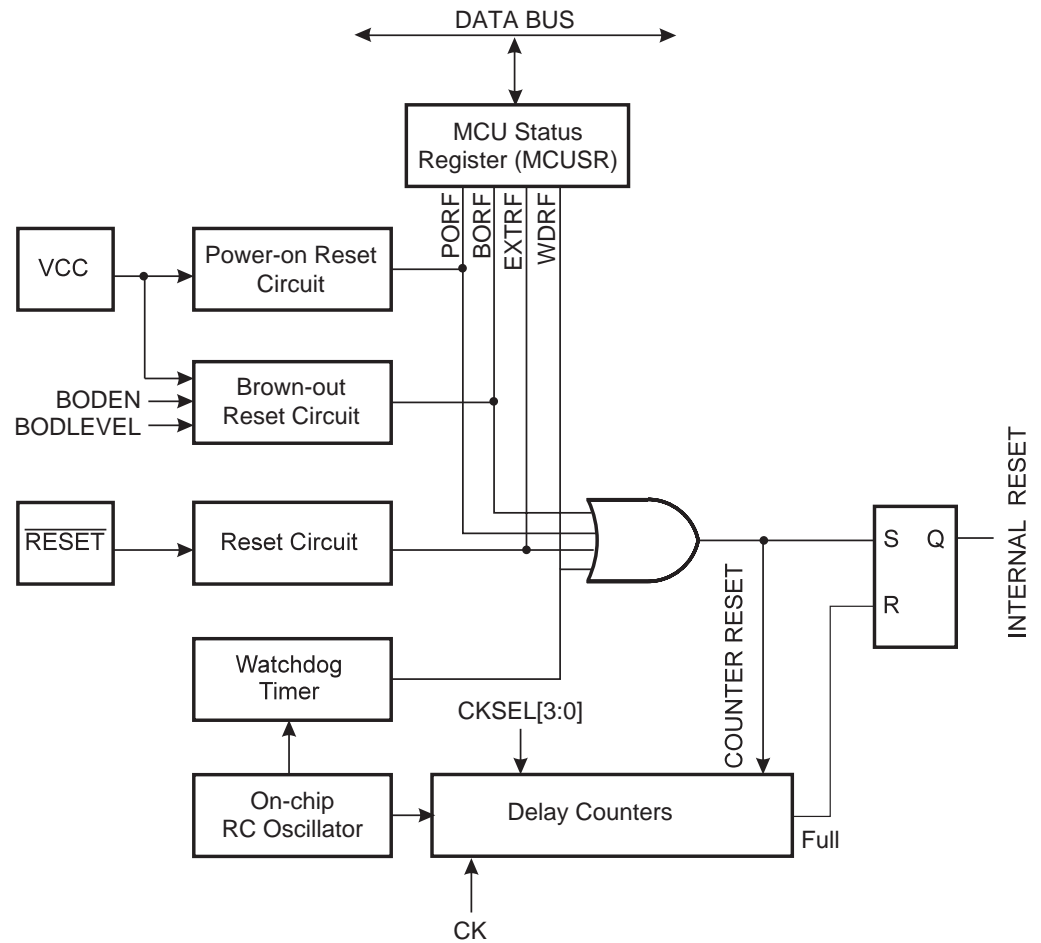 DATA BUS
MCU Status
Register (MCUSR)
PORF
BORF
EXTRF
WDRF
VCC
Power-on Reset
Circuit
Brown-out
Reset Circuit
BODEN
BODLEVEL
RESET
Reset Circuit
S
Q
R
INTERNAL RESET
COUNTER RESET
Watchdog
Timer
CKSEL[3:0]
On-chip
RC Oscillator
Delay Counters
Full
CK